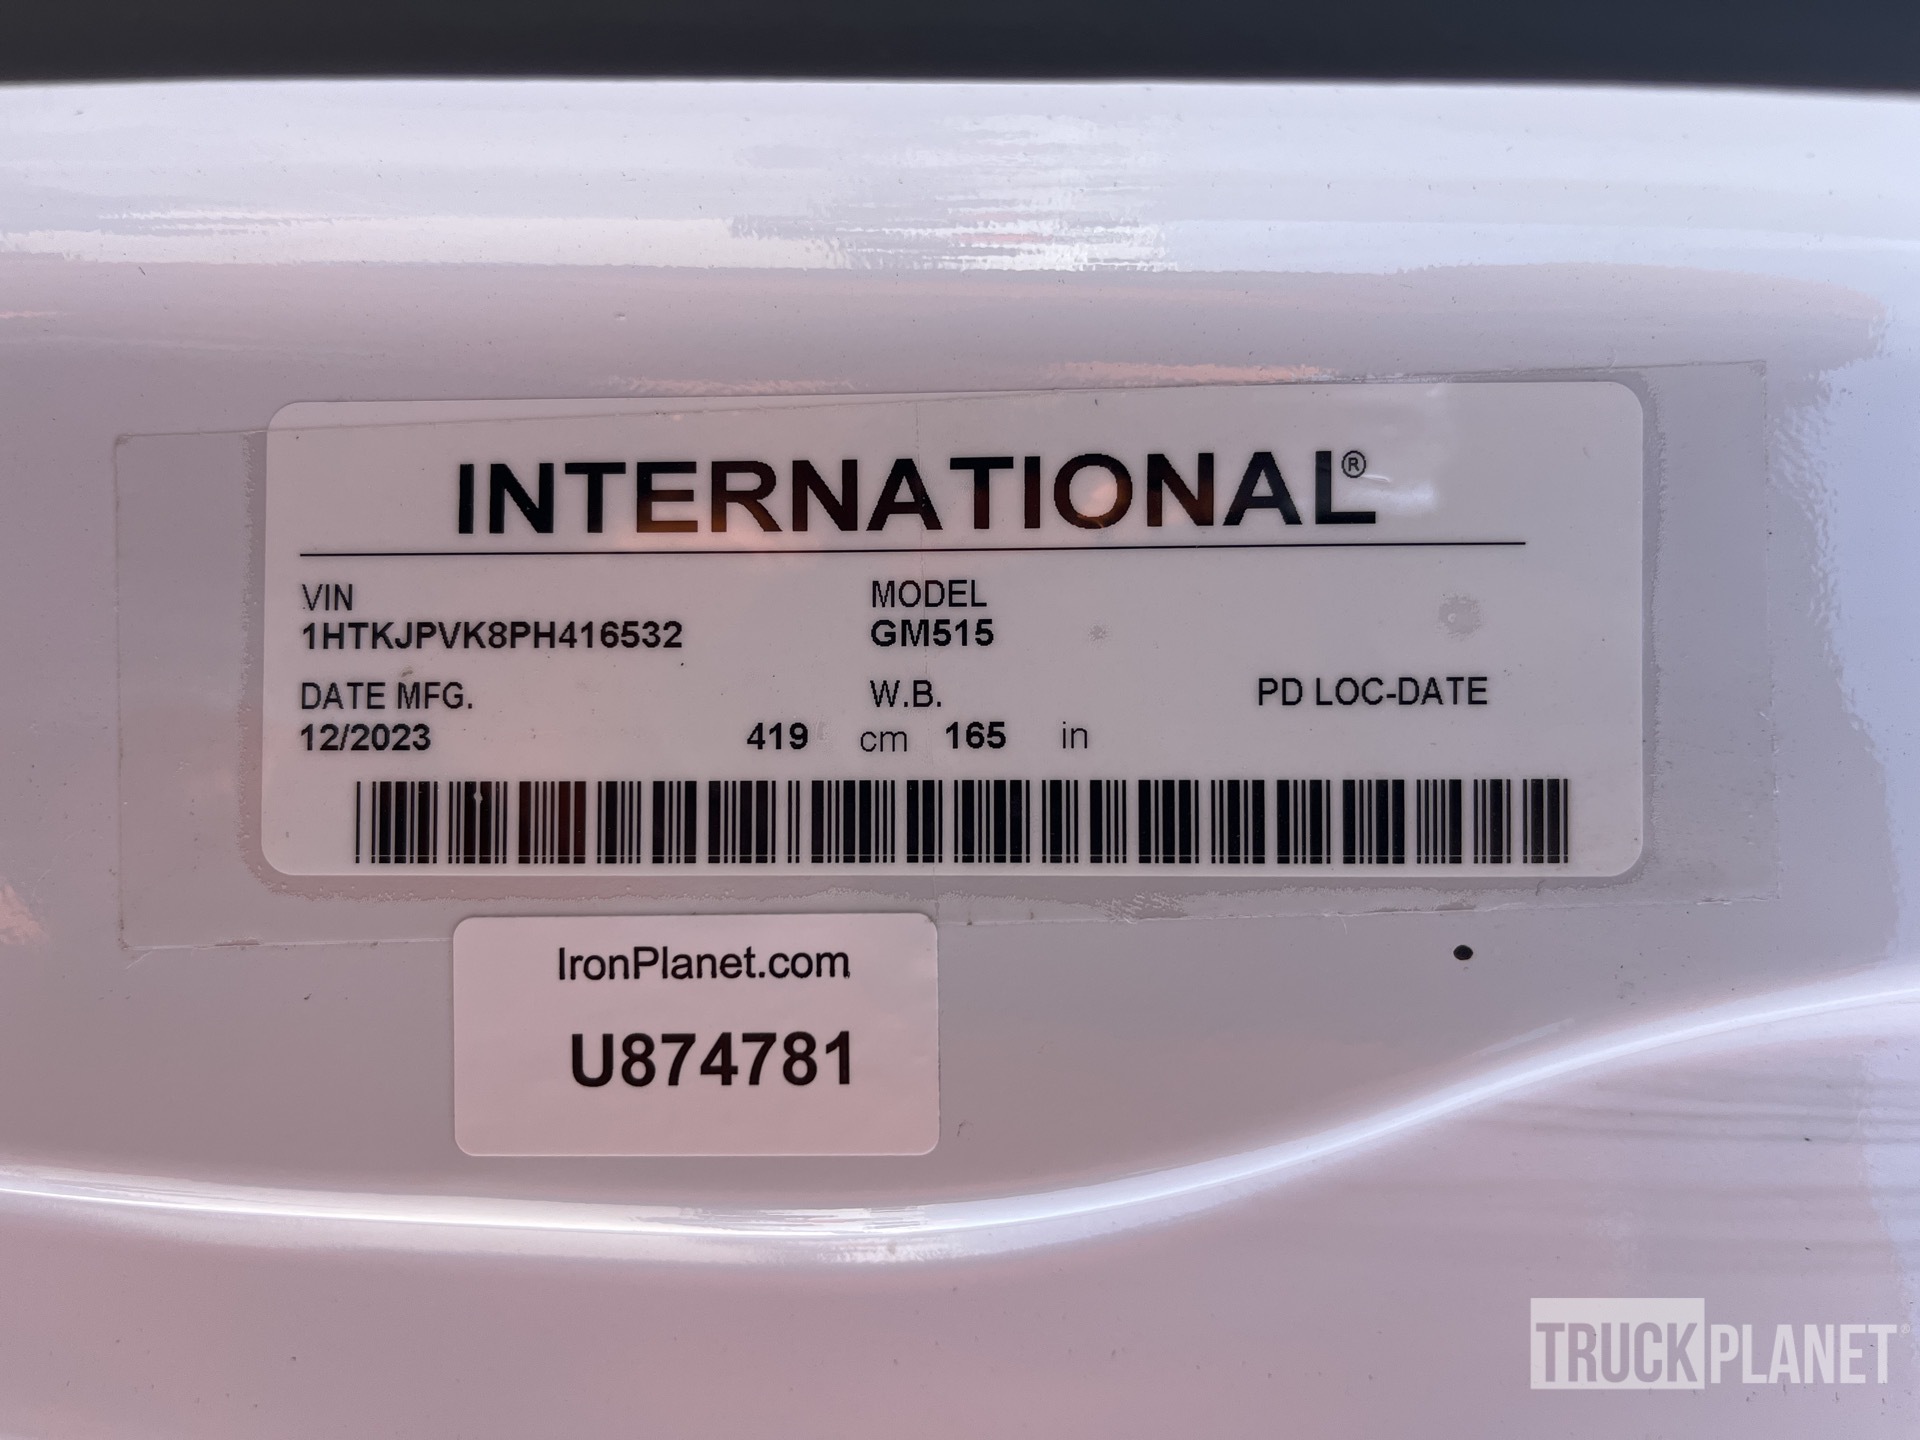 INTERNATIONAL®
VIN MODEL
1HTKJPVK8PH416532 GM515
DATE MFG. W.B. PD LOC-DATE
12/2023 419 cm 165 in
IronPlanet.com
U874781
TRUCKPLANET®